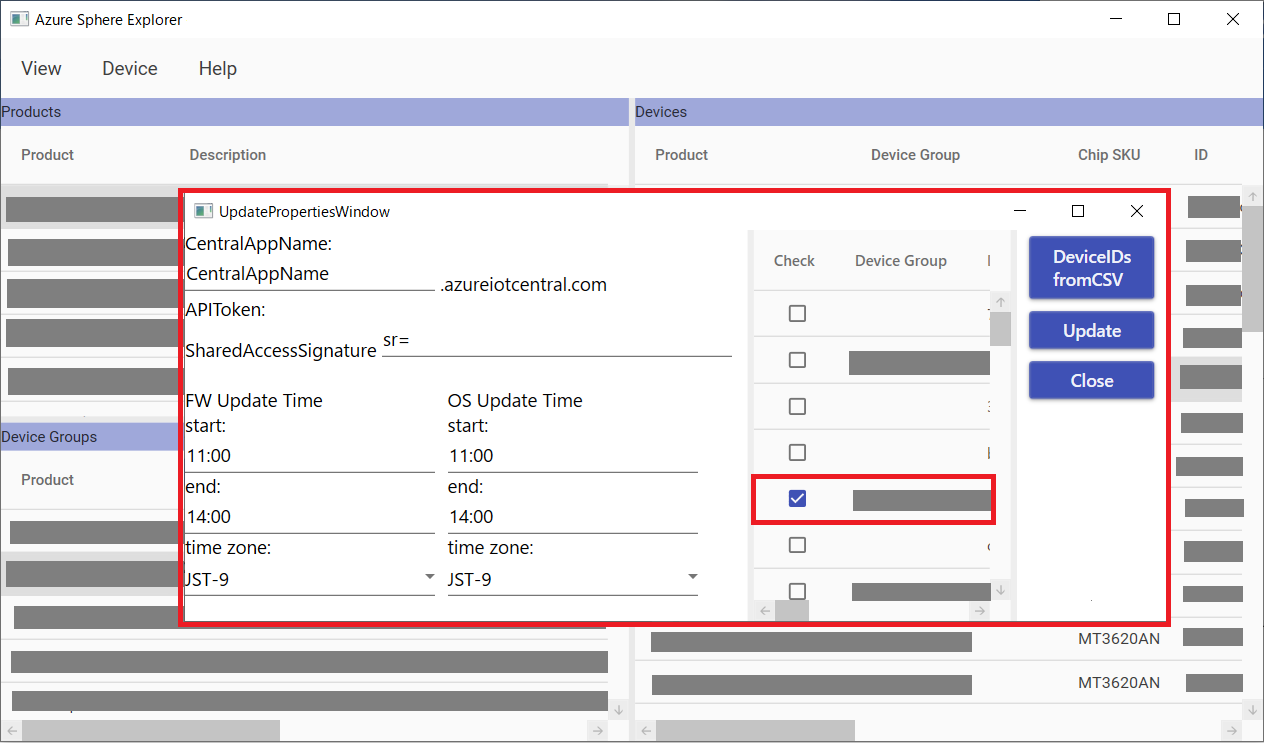 Azure Sphere Explorer
View Device Help
Products
Product Description
Devices
Product Device Group Chip SKU ID
UpdatePropertiesWindow
CentralAppName:
CentralAppName .azureiotcentral.com
APIToken:
SharedAccessSignature sr=
FW Update Time OS Update Time
start: start:
11:00 11:00
end: end:
14:00 14:00
time zone: time zone:
JST-9 JST-9
Check Device Group
DeviceIDs
fromCSV
Update
Close
Device Groups
Product
MT3620AN
MT3620AN